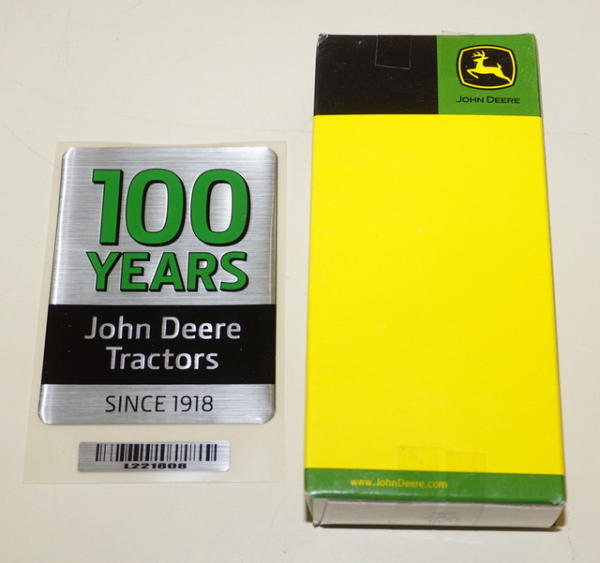 100
YEARS
John Deere
Tractors
SINCE 1918
L221808
JOHN DEERE
www.JohnDeere.com